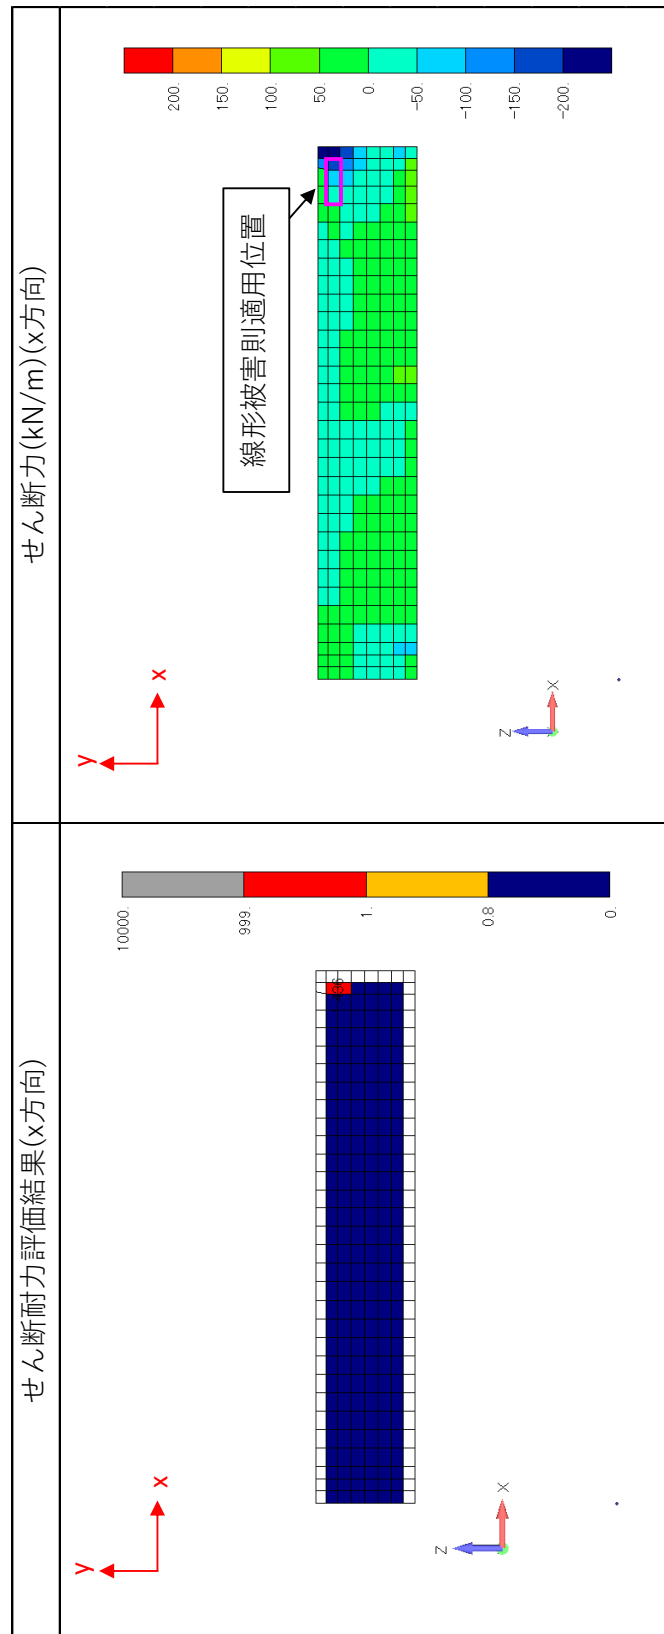 せん断耐力評価結果(x方向)
y
x
0.
0.8
1.
999.
10000.
Z
X
せん断力(kN/m)(x方向)
y
x
-200.
-150.
-100.
-50.
0.
50.
100.
150.
200.
線形被害則適用位置
Z
X